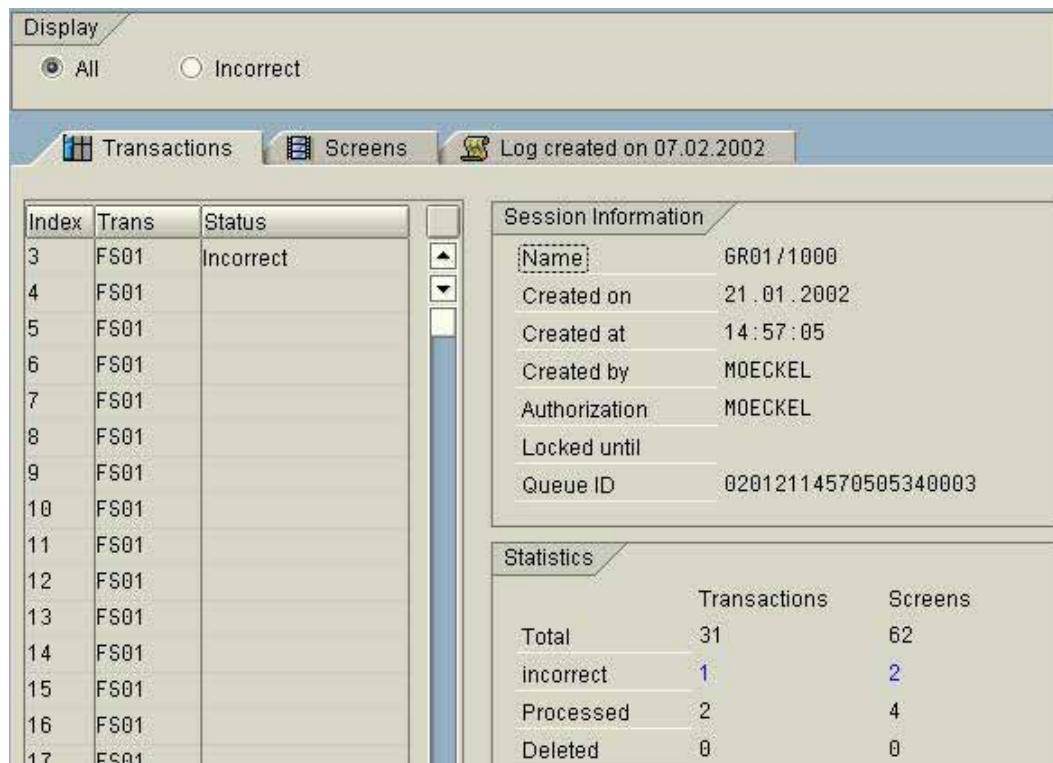 Display
All Incorrect
Transactions Screens Log created on 07.02.2002
Index Trans Status
3 FS01 Incorrect
4 FS01
5 FS01
6 FS01
7 FS01
8 FS01
9 FS01
10 FS01
11 FS01
12 FS01
13 FS01
14 FS01
15 FS01
16 FS01
17 FS01
Session Information
Name GR01/1000
Created on 21.01.2002
Created at 14:57:05
Created by MOECKEL
Authorization MOECKEL
Locked until
Queue ID 02012114570505340003
Statistics
Transactions Screens
Total 31 62
incorrect 1 2
Processed 2 4
Deleted 0 0